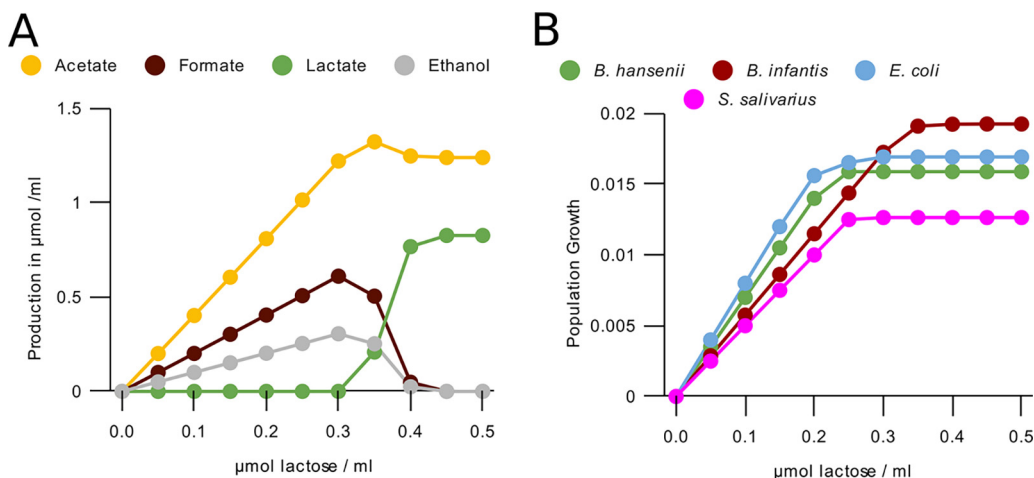 A
Acetate Formate Lactate Ethanol
1.5
1
0.5
0
Production in µmol /ml
0.0 0.1 0.2 0.3 0.4 0.5
µmol lactose / ml
B
B. hansenii B. infantis E. coli
S. salivarius
0.02
0.015
0.01
0.005
0
Population Growth
0.0 0.1 0.2 0.3 0.4 0.5
µmol lactose / ml